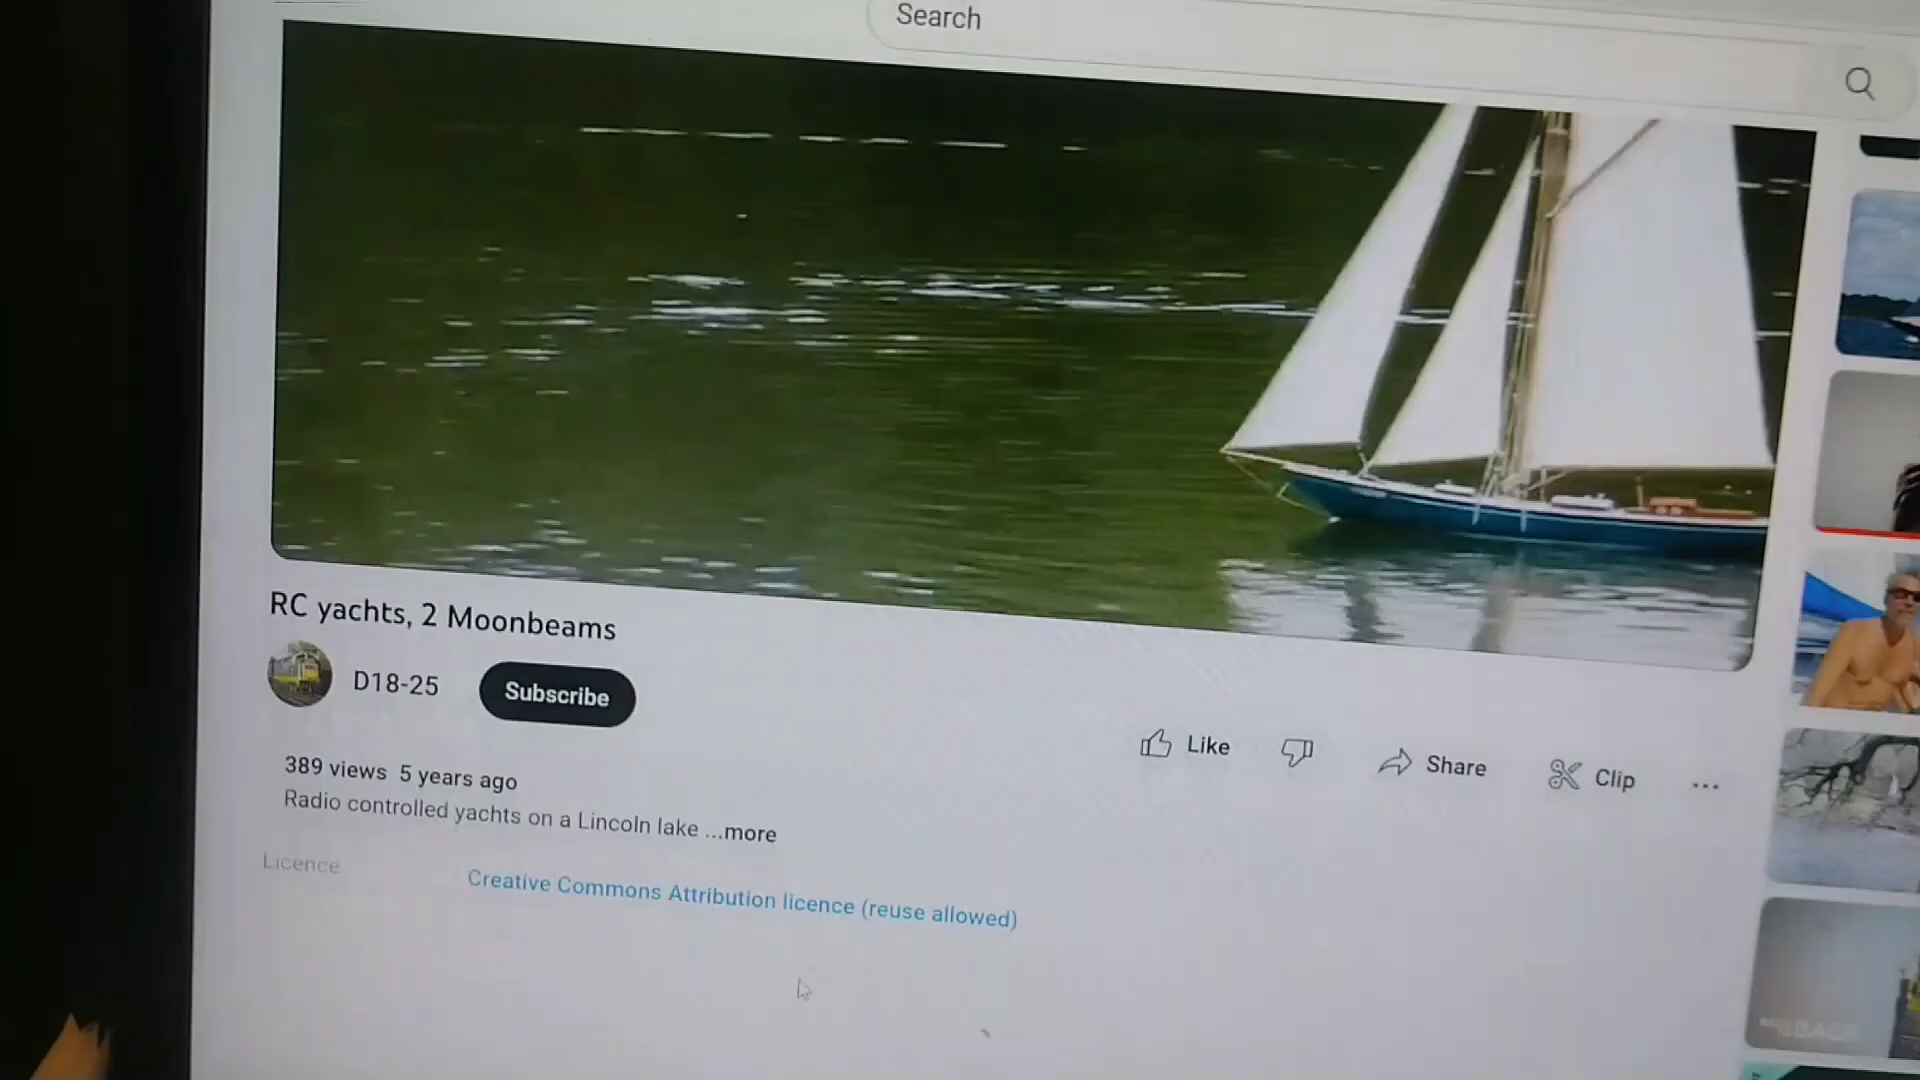 Search
RC yachts, 2 Moonbeams
D18-25
Subscribe
Like
Share
Clip
...
389 views 5 years ago
Radio controlled yachts on a Lincoln lake ...more
Licence
Creative Commons Attribution licence (reuse allowed)